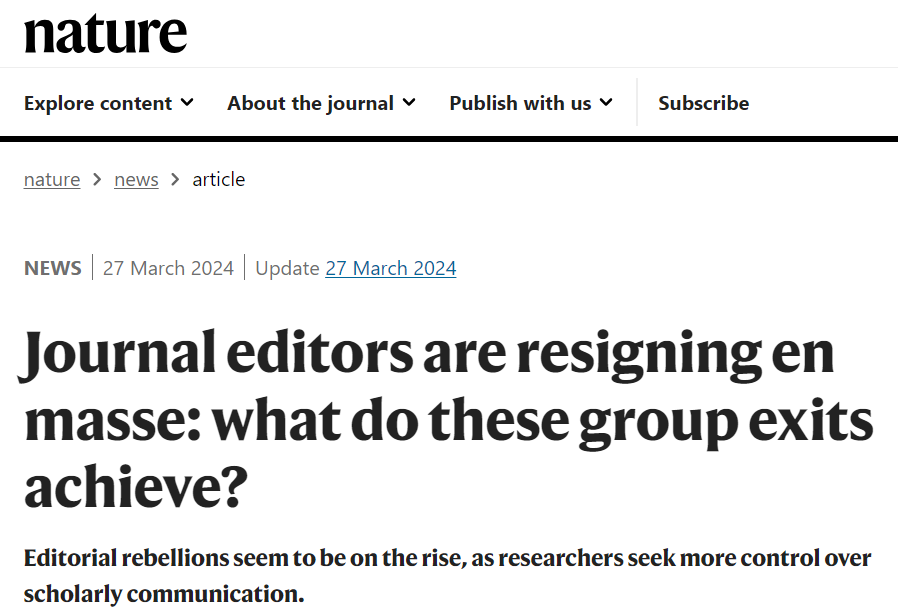 nature
Explore content About the journal Publish with us Subscribe
nature > news > article
NEWS | 27 March 2024 | Update 27 March 2024
Journal editors are resigning en
masse: what do these group exits
achieve?
Editorial rebellions seem to be on the rise, as researchers seek more control over
scholarly communication.